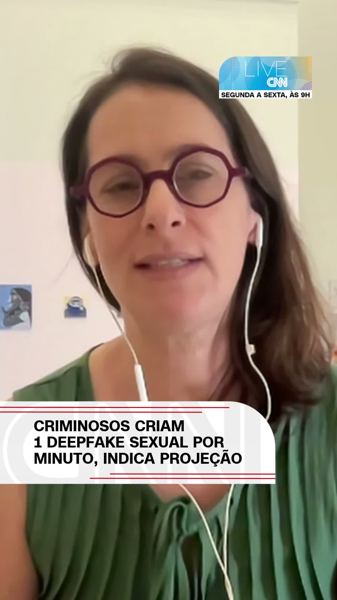 LIVE
CNN
SEGUNDA A SEXTA, ÀS 9H
CRIMINOSOS CRIAM
1 DEEPFAKE SEXUAL POR
MINUTO, INDICA PROJEÇÃO